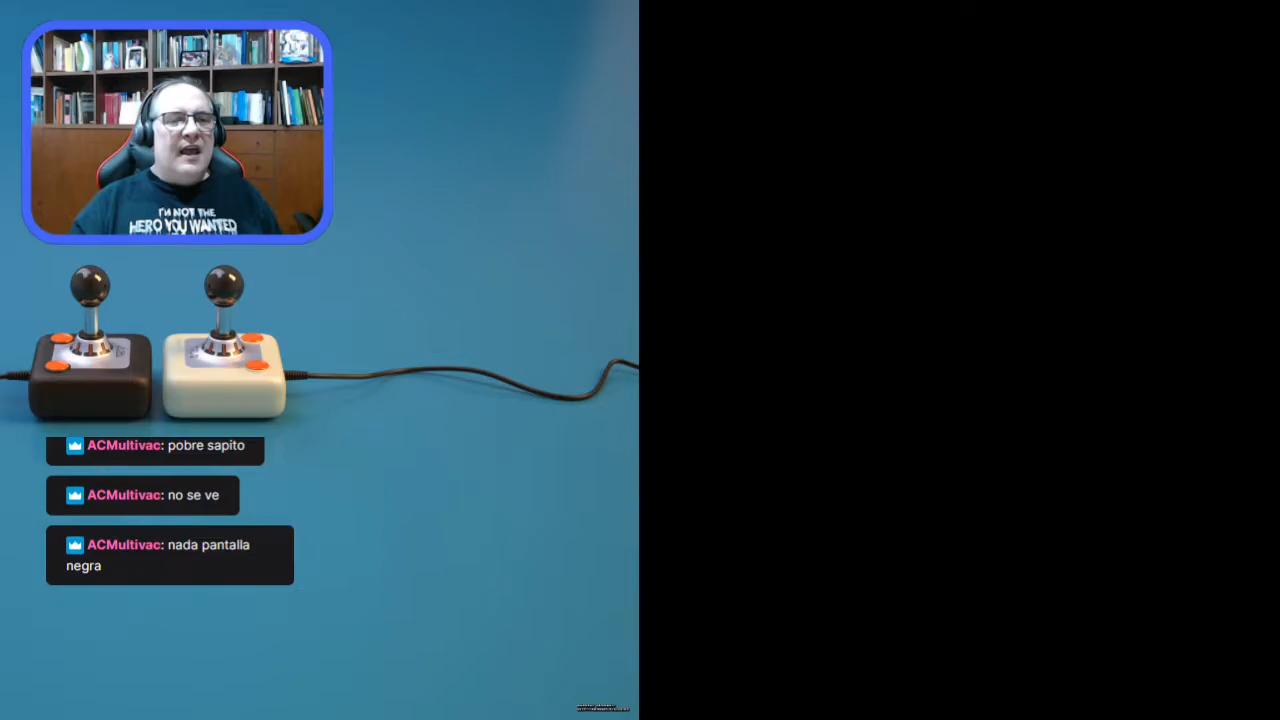 I'M NOT THE
HERO YOU WANTED
ACMultivac: pobre sapito
ACMultivac: no se ve
ACMultivac: nada pantalla
negra